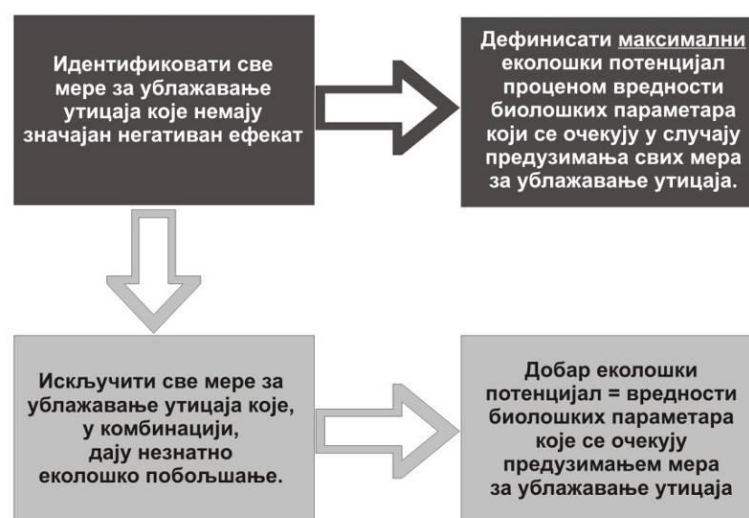 Идентификовати све
мере за ублажавање
утицаја које немају
значајан негативан ефекат
Дефинисати максимални
еколошки потенцијал
проценом вредности
биолошких параметара
који се очекују у случају
предузимања свих мера
за ублажавање утицаја.
Искључити све мере за
ублажавање утицаја које,
у комбинацији,
дају незнатно
еколошко побољшање.
Добар еколошки
потенцијал = вредности
биолошких параметара
које се очекују
предузимањем мера
за ублажавање утицаја